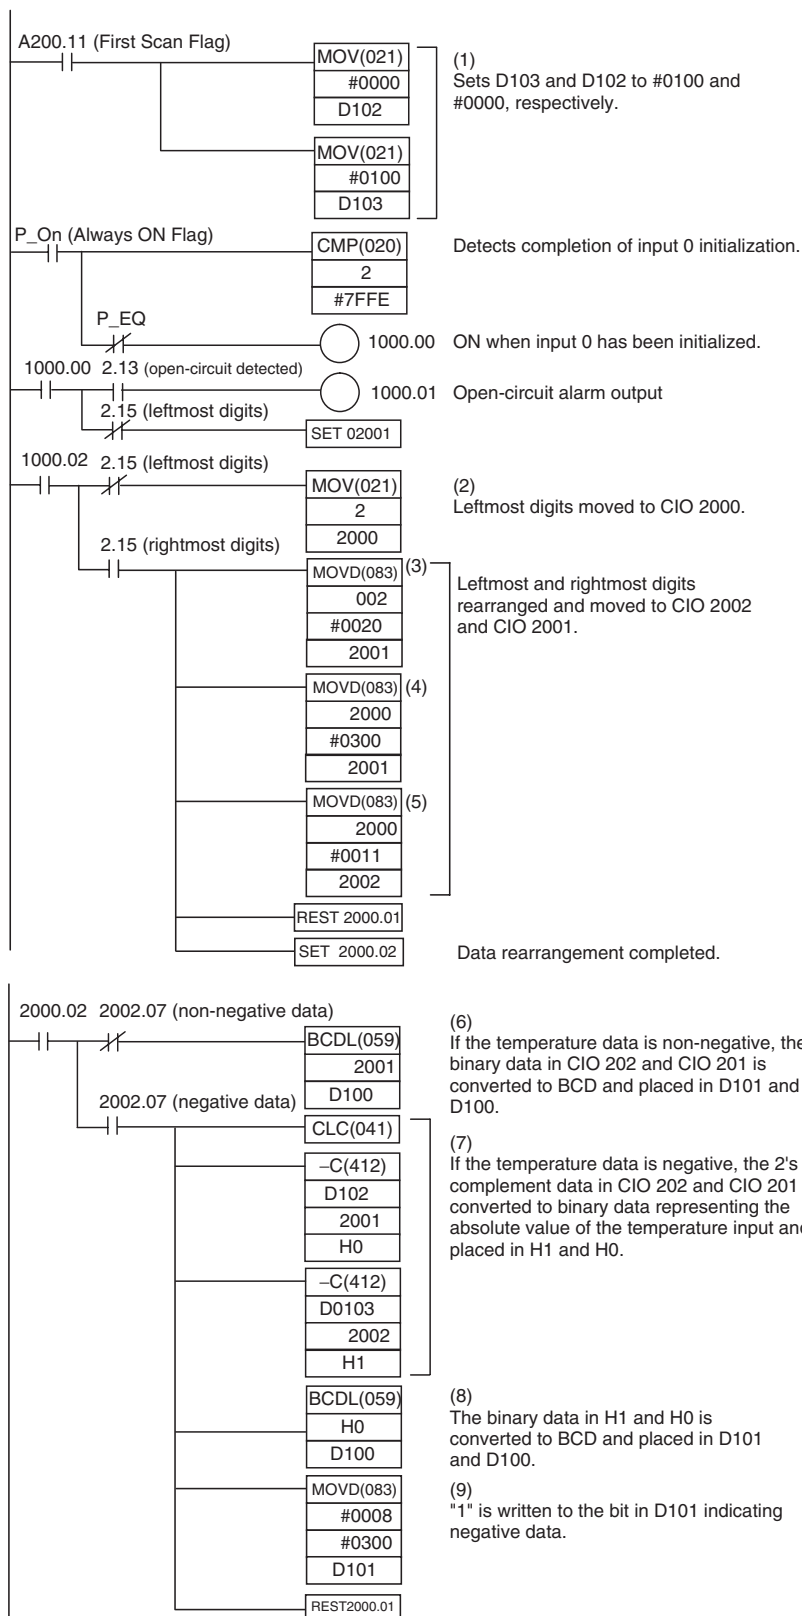 A200.11 (First Scan Flag)
MOV(021)
#0000
D102
(1)
Sets D103 and D102 to #0100 and
#0000, respectively.
MOV(021)
#0100
D103
P_On (Always ON Flag)
CMP(020)
2
#7FFE
Detects completion of input 0 initialization.
P_EQ
1000.00 ON when input 0 has been initialized.
1000.00 2.13 (open-circuit detected)
1000.01 Open-circuit alarm output
2.15 (leftmost digits)
SET 02001
1000.02 2.15 (leftmost digits)
MOV(021)
2
2000
(2)
Leftmost digits moved to CIO 2000.
2.15 (rightmost digits)
MOVD(083) (3)
002
#0020
2001
Leftmost and rightmost digits
rearranged and moved to CIO 2002
and CIO 2001.
MOVD(083) (4)
2000
#0300
2001
MOVD(083) (5)
2000
#0011
2002
REST 2000.01
SET 2000.02
Data rearrangement completed.
2000.02 2002.07 (non-negative data)
BCDL(059)
2001
D100
(6)
If the temperature data is non-negative, the
binary data in CIO 202 and CIO 201 is
converted to BCD and placed in D101 and
D100.
2002.07 (negative data)
CLC(041)
–C(412)
D102
2001
H0
(7)
If the temperature data is negative, the 2's
complement data in CIO 202 and CIO 201
converted to binary data representing the
absolute value of the temperature input and
placed in H1 and H0.
–C(412)
D0103
2002
H1
BCDL(059)
H0
D100
(8)
The binary data in H1 and H0 is
converted to BCD and placed in D101
and D100.
MOVD(083)
#0008
#0300
D101
(9)
"1" is written to the bit in D101 indicating
negative data.
REST2000.01